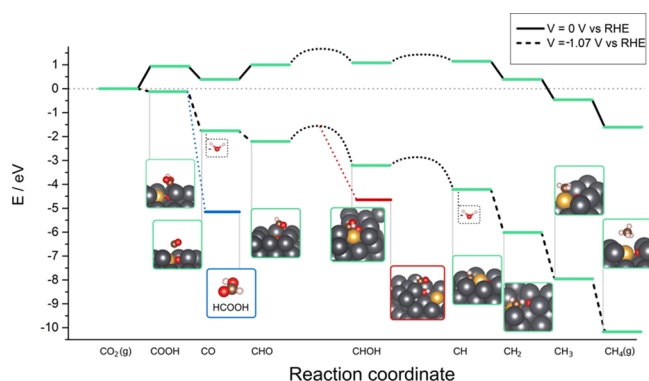 V = 0 V vs RHE
V = -1.07 V vs RHE
E / eV
1
0
-1
-2
-3
-4
-5
-6
-7
-8
-9
-10
HCOOH
CO₂(g) COOH CO CHO CHOH CH CH₂ CH₃ CH₄(g)
Reaction coordinate